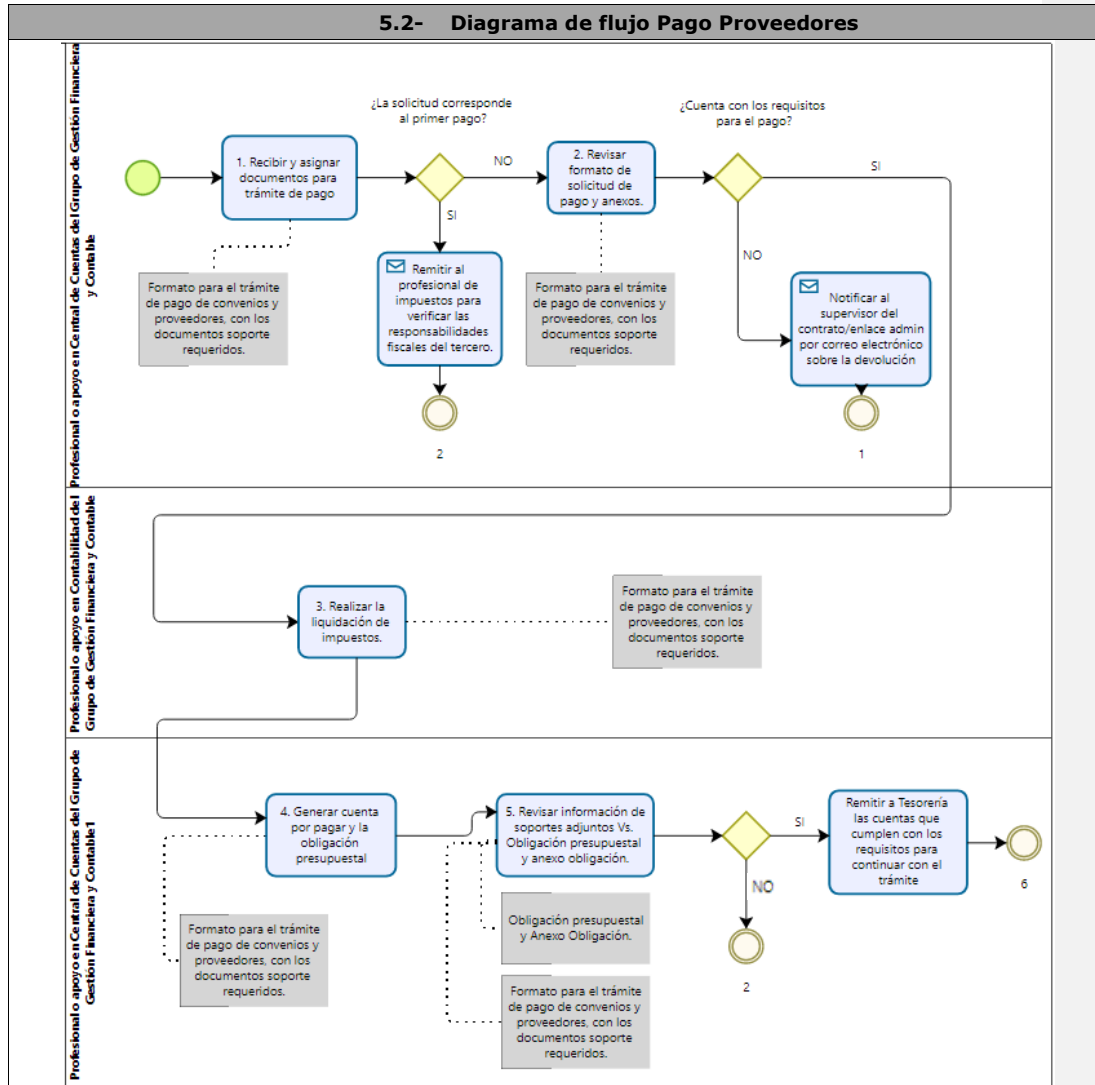 5.2- Diagrama de flujo Pago Proveedores
Profesional o apoyo en Central de Cuentas del Grupo de Gestión Financiera
y Contable
¿La solicitud corresponde
al primer pago?
¿Cuenta con los requisitos
para el pago?
1. Recibir y asignar
documentos para
trámite de pago
NO
2. Revisar
formato de
solicitud de
pago y anexos.
SI
SI
NO
Formato para el trámite
de pago de convenios y
proveedores, con los
documentos soporte
requeridos.
Remitir al
profesional de
impuestos para
verificar las
responsabilidades
fiscales del tercero.
Formato para el trámite
de pago de convenios y
proveedores, con los
documentos soporte
requeridos.
Notificar al
supervisor del
contrato/enlace admin
por correo electrónico
sobre la devolución
2
1
Profesional o apoyo en Contabilidad del
Grupo de Gestión Financiera y Contable
3. Realizar la
liquidación de
impuestos.
Formato para el trámite
de pago de convenios y
proveedores, con los
documentos soporte
requeridos.
Profesional o apoyo en Central de Cuentas del Grupo de
Gestión Financiera y Contable1
4. Generar cuenta
por pagar y la
obligación
presupuestal
5. Revisar información de
soportes adjuntos Vs.
Obligación presupuestal
y anexo obligación.
SI
Remitir a Tesorería
las cuentas que
cumplen con los
requisitos para
continuar con el
trámite
6
NO
2
Formato para el trámite
de pago de convenios y
proveedores, con los
documentos soporte
requeridos.
Obligación presupuestal
y Anexo Obligación.
Formato para el trámite
de pago de convenios y
proveedores, con los
documentos soporte
requeridos.